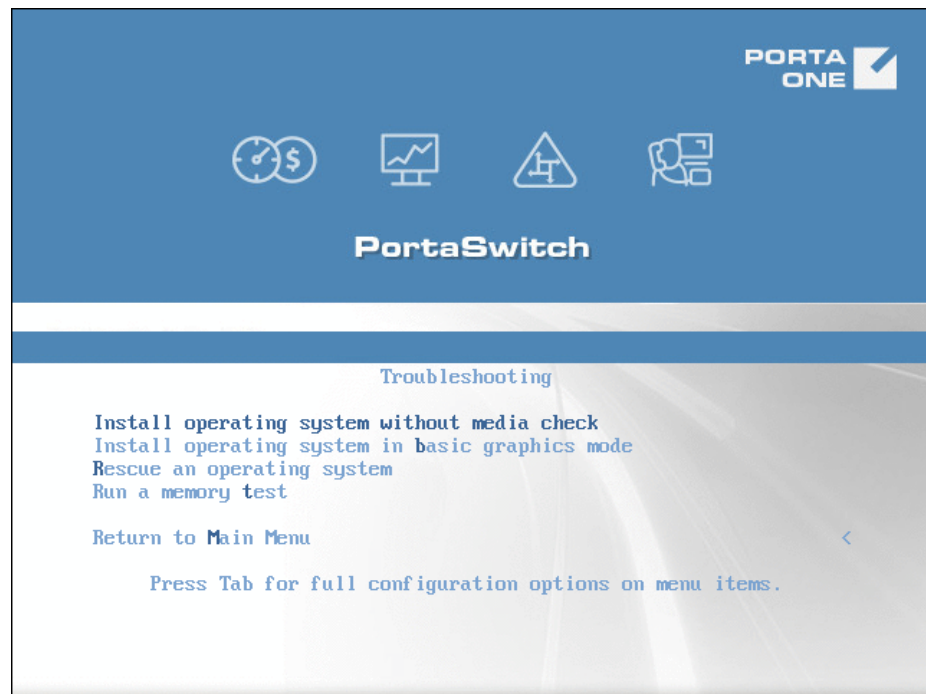 PORTA
ONE
PortaSwitch
Troubleshooting
Install operating system without media check
Install operating system in basic graphics mode
Rescue an operating system
Run a memory test
Return to Main Menu <
Press Tab for full configuration options on menu items.